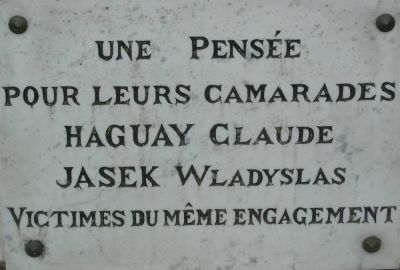 UNE PENSÉE
POUR LEURS CAMARADES
HAGUAY CLAUDE
JASEK WLADYSLAS
VICTIMES DU MÊME ENGAGEMENT